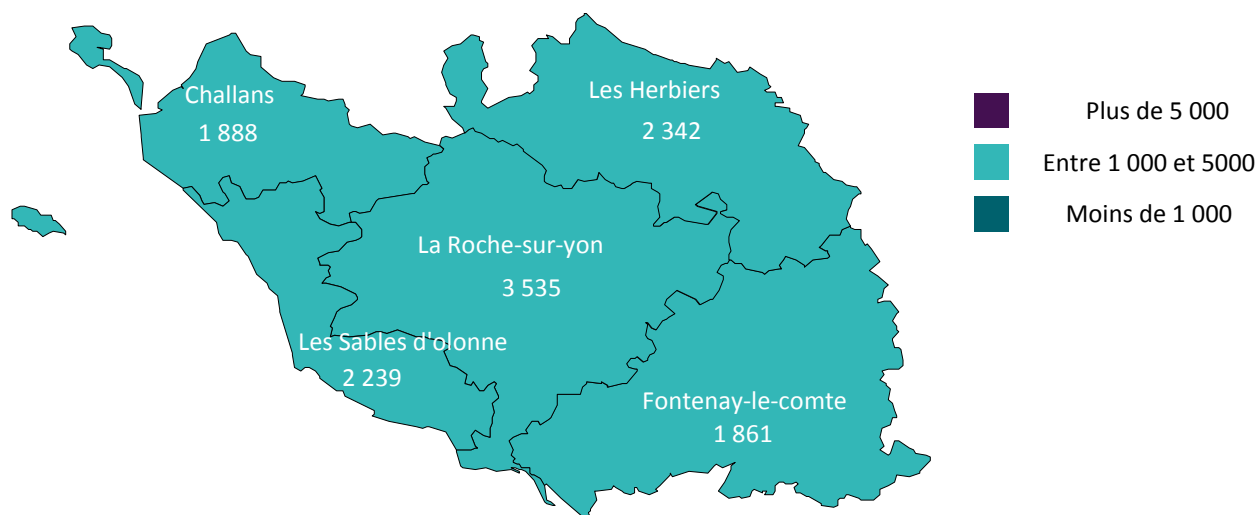 Challans
1 888
Les Herbiers
2 342
La Roche-sur-yon
3 535
Les Sables d'olonne
2 239
Fontenay-le-comte
1 861
Plus de 5 000
Entre 1 000 et 5000
Moins de 1 000